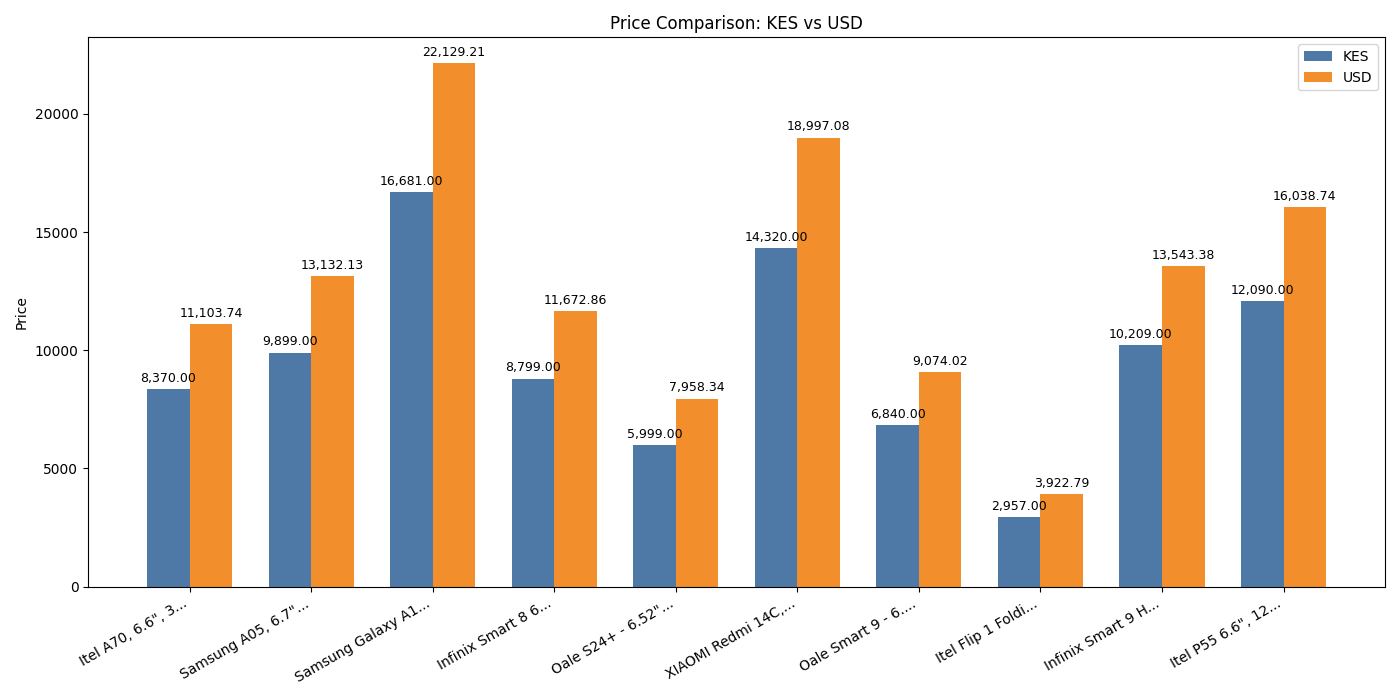 Price Comparison: KES vs USD
KES
USD
Price
20000
15000
10000
5000
0
8,370.00
11,103.74
9,899.00
13,132.13
16,681.00
22,129.21
8,799.00
11,672.86
5,999.00
7,958.34
14,320.00
18,997.08
6,840.00
9,074.02
2,957.00
3,922.79
10,209.00
13,543.38
12,090.00
16,038.74
Itel A70, 6.6", 3...
Samsung A05, 6.7"...
Samsung Galaxy A1...
Infinix Smart 8 6...
Oale S24+ - 6.52"...
XIAOMI Redmi 14C,...
Oale Smart 9 - 6....
Itel Flip 1 Foldi...
Infinix Smart 9 H...
Itel P55 6.6" , 12...